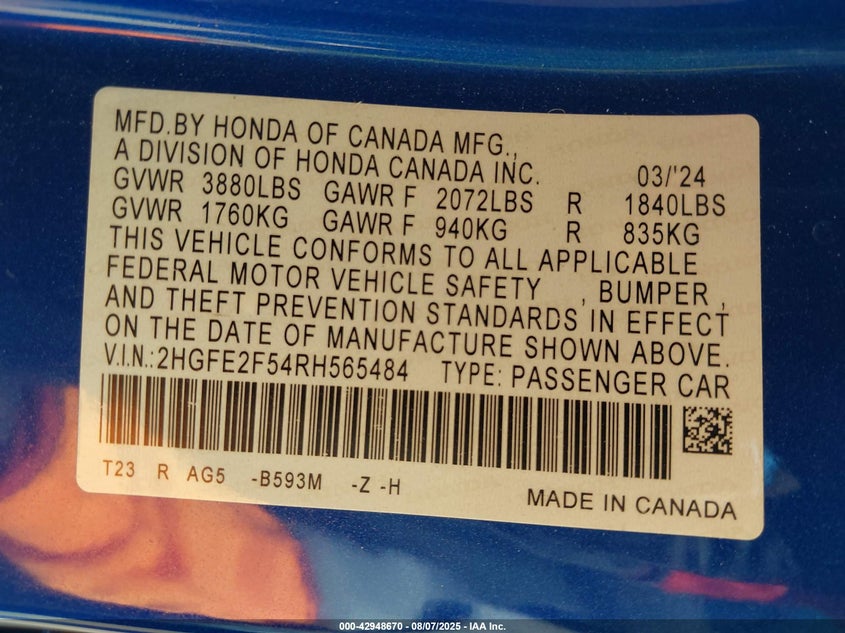 MFD.BY HONDA OF CANADA MFG.,
A DIVISION OF HONDA CANADA INC. 03/'24
GVWR 3880LBS GAWR F 2072LBS R 1840LBS
GVWR 1760KG GAWR F 940KG R 835KG
THIS VEHICLE CONFORMS TO ALL APPLICABLE
FEDERAL MOTOR VEHICLE SAFETY , BUMPER ,
AND THEFT PREVENTION STANDARDS IN EFFECT
ON THE DATE OF MANUFACTURE SHOWN ABOVE.
V.I.N.:2HGFE2F54RH565484 TYPE: PASSENGER CAR
T23 R AG5 -B593M -Z -H
MADE IN CANADA
000-42948670 - 08/07/2025 - IAA Inc.